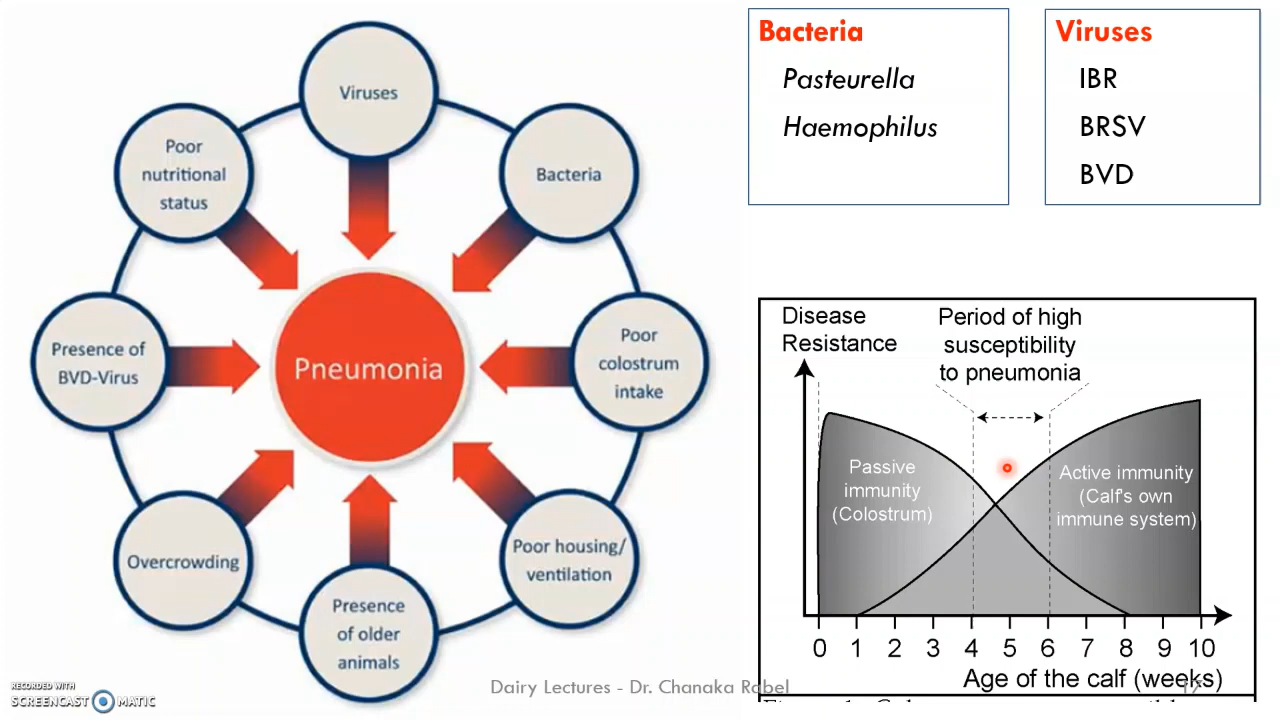 Viruses
Bacteria
Poor
colostrum
intake
Poor housing/
ventilation
Presence
of older
animals
Overcrowding
Presence of
BVD-Virus
Poor
nutritional
status
Pneumonia
Bacteria
Pasteurella
Haemophilus
Viruses
IBR
BRSV
BVD
Disease
Resistance
Period of high
susceptibility
to pneumonia
Passive
immunity
(Colostrum)
Active immunity
(Calf's own
immune system)
0 1 2 3 4 5 6 7 8 9 10
Age of the calf (weeks)
Dairy Lectures - Dr. Chanaka Rabel
RECORDED WITH
SCREENCAST MATIC